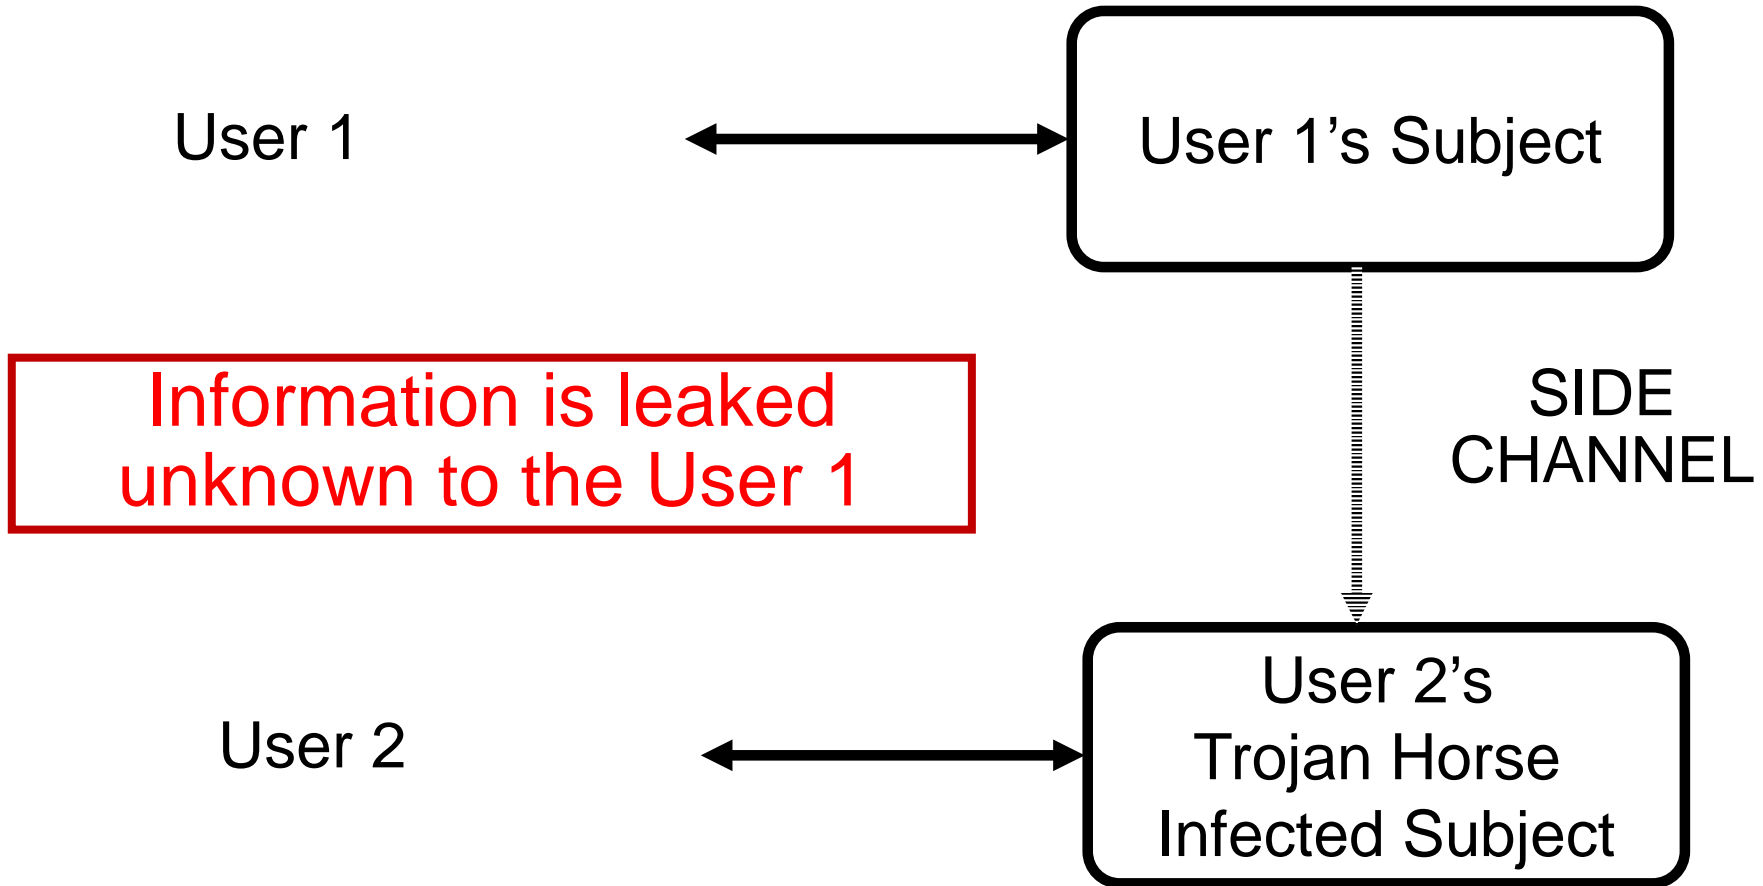 User 1
User 1’s Subject
Information is leaked
unknown to the User 1
SIDE
CHANNEL
User 2
User 2’s
Trojan Horse
Infected Subject